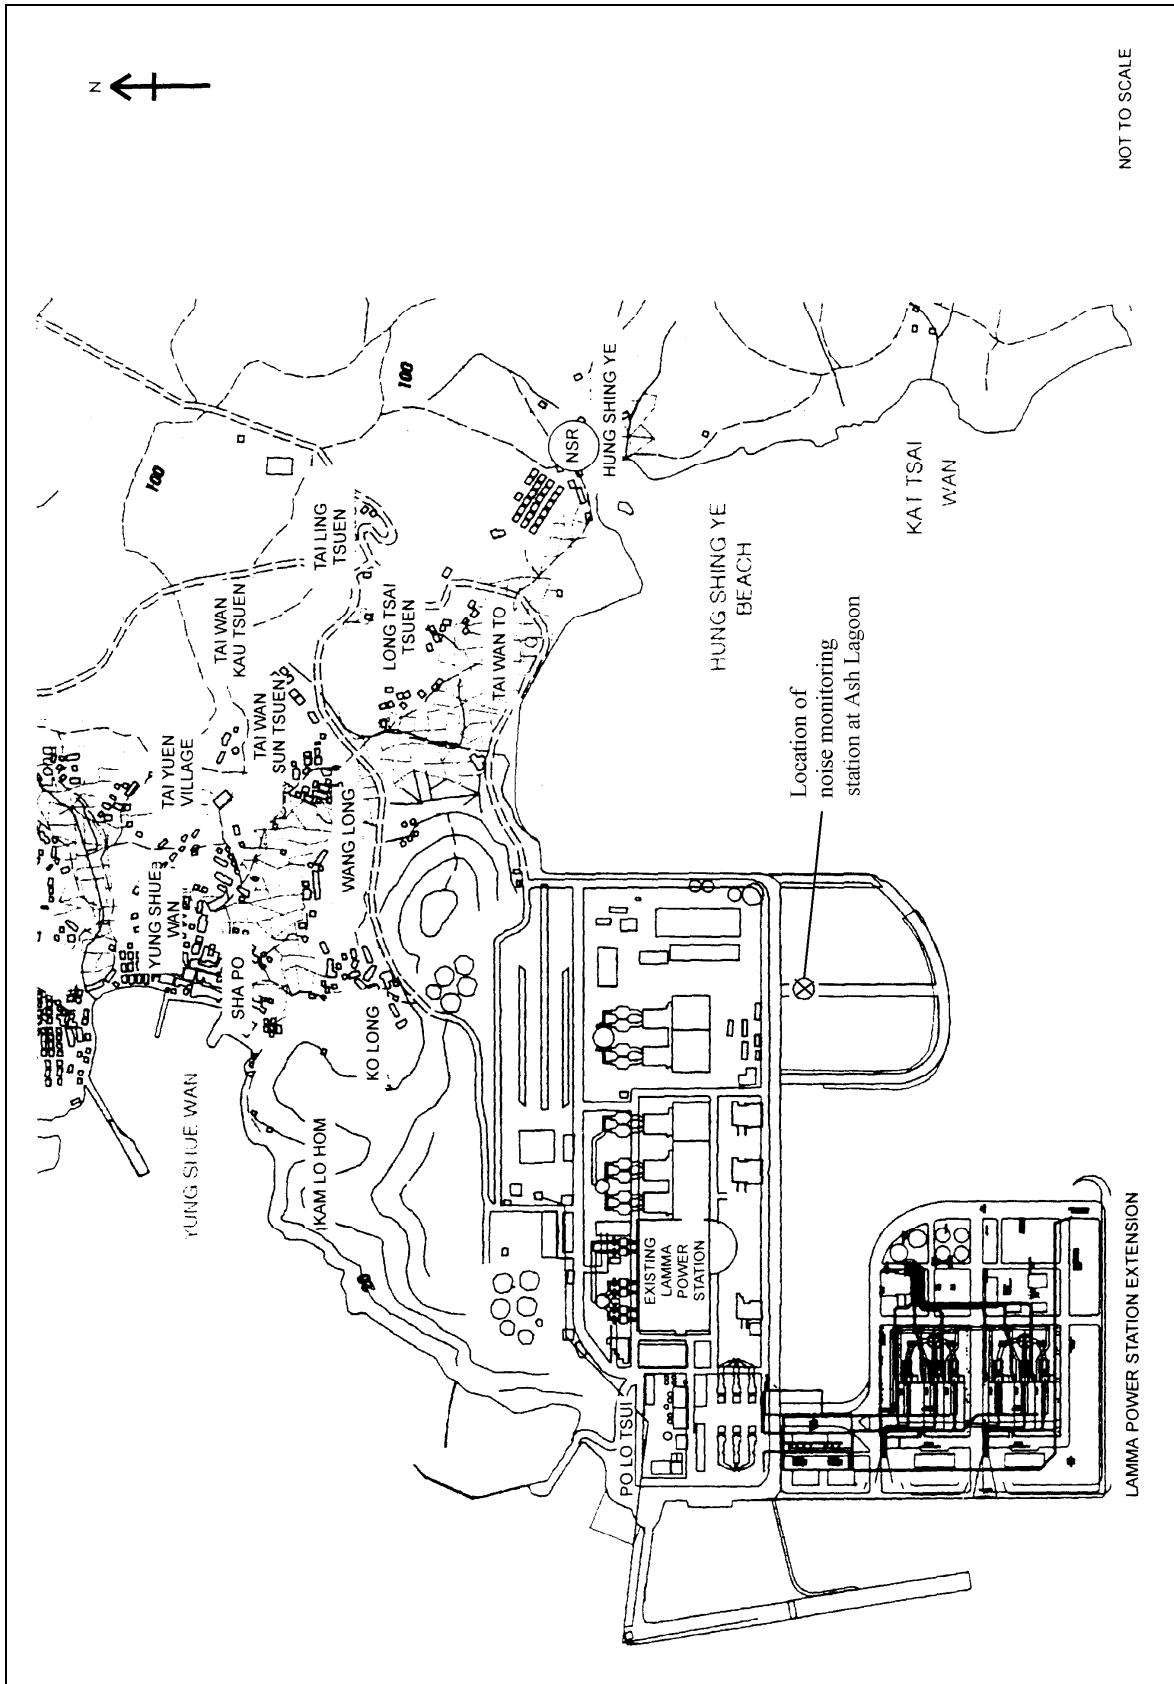 N
YUNG SHUE
WAN
TAI YUEN
VILLAGE
100
YUNG SHUE WAN
SHA PO
TAI WAN
KAU TSUEN
TAI WAN
SUN TSUEN
TAI LING
TSUEN
KAM LO HOM
WANG LONG
KO LONG
LONG TSAI
TSUEN
100
TAI WAN TO
NSR
HUNG SHING YE
PO LO TSUI
EXISTING
LAMMA
POWER
STATION
HUNG SHING YE
BEACH
Location of
noise monitoring
station at Ash Lagoon
KAI TSAI
WAN
LAMMA POWER STATION EXTENSION
NOT TO SCALE